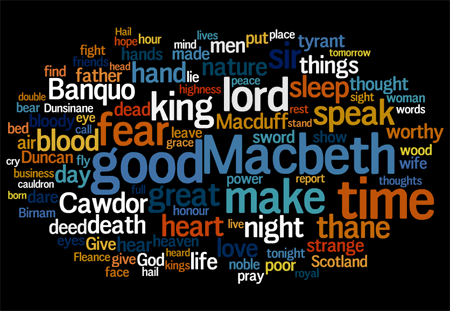 Hail
hope hour mind lives put place
fight hands made men tyrant
friends head lie nature sir tomorrow
find father hand peace things
double Banquo highness sleep thought
bear Dunsinane dead king lord rest sight woman
bloody eye fear Macduff stand speak words
bed call leave sword show worthy
air blood grace good Macbeth wood
cry Duncan fly wife
business day full great power make report time thoughts
cauldron
born dare Cawdor honour live night thane
Birnam deed death heart
eyes Give hear heaven heard love tonight strange
Fleance give God kings life noble poor Scotland
face hail pray royal